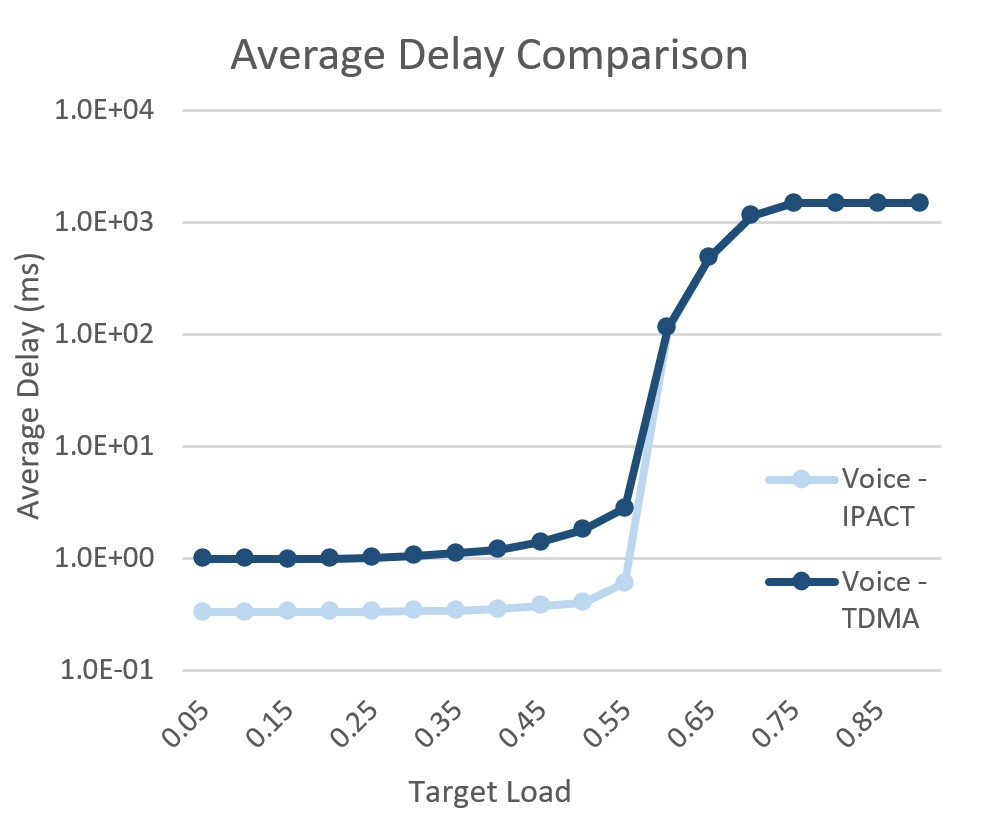 Average Delay Comparison
1.0E+04
1.0E+03
1.0E+02
1.0E+01
1.0E+00
1.0E-01
Average Delay (ms)
Voice -
IPACT
Voice -
TDMA
0.05
0.15
0.25
0.35
0.45
0.55
0.65
0.75
0.85
Target Load